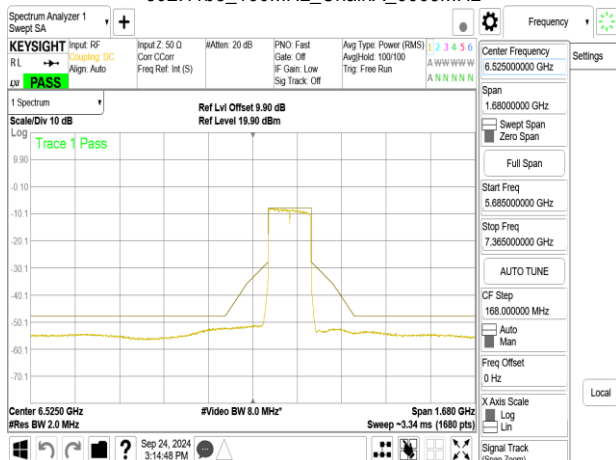 Spectrum Analyzer 1
Swept SA
Frequency
KEYSIGHT
RL
LXI
PASS
Input: RF
Coupling: DC
Align: Auto
Input Z: 50 Ω
Corr CCorr
Freq Ref: Int (S)
#Atten: 20 dB
PNO: Fast
Gate: Off
IF Gain: Low
Sig Track: Off
Avg Type: Power (RMS)
Avg|Hold: 100/100
Trig: Free Run
1 2 3 4 5 6
A W W W W W
A N N N N N
1 Spectrum
Scale/Div 10 dB
Log
Ref Lvl Offset 9.90 dB
Ref Level 19.90 dBm
Trace 1 Pass
9.90
-0.10
-10.1
-20.1
-30.1
-40.1
-50.1
-60.1
-70.1
Center 6.5250 GHz
#Res BW 2.0 MHz
#Video BW 8.0 MHz*
Span 1.680 GHz
Sweep ~3.34 ms (1680 pts)
Sep 24, 2024
3:14:48 PM
Center Frequency
6.525000000 GHz
Span
1.68000000 GHz
Swept Span
Zero Span
Full Span
Start Freq
5.685000000 GHz
Stop Freq
7.365000000 GHz
AUTO TUNE
CF Step
168.000000 MHz
Auto
Man
Freq Offset
0 Hz
X Axis Scale
Log
Lin
Signal Track
(Span Zoom)
Settings
Local